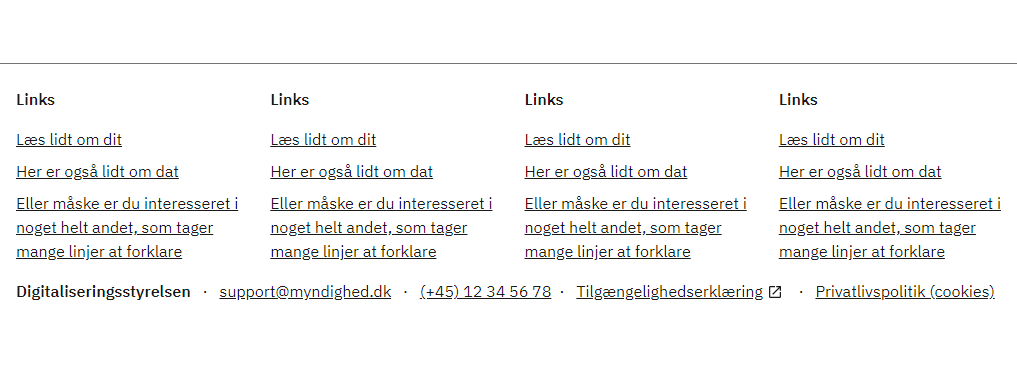 Links
Læs lidt om dit
Her er også lidt om dat
Eller måske er du interesseret i
noget helt andet, som tager
mange linjer at forklare
Links
Læs lidt om dit
Her er også lidt om dat
Eller måske er du interesseret i
noget helt andet, som tager
mange linjer at forklare
Links
Læs lidt om dit
Her er også lidt om dat
Eller måske er du interesseret i
noget helt andet, som tager
mange linjer at forklare
Links
Læs lidt om dit
Her er også lidt om dat
Eller måske er du interesseret i
noget helt andet, som tager
mange linjer at forklare
Digitaliseringsstyrelsen · support@myndighed.dk · (+45) 12 34 56 78 · Tilgængelighedserklæring · Privatlivspolitik (cookies)